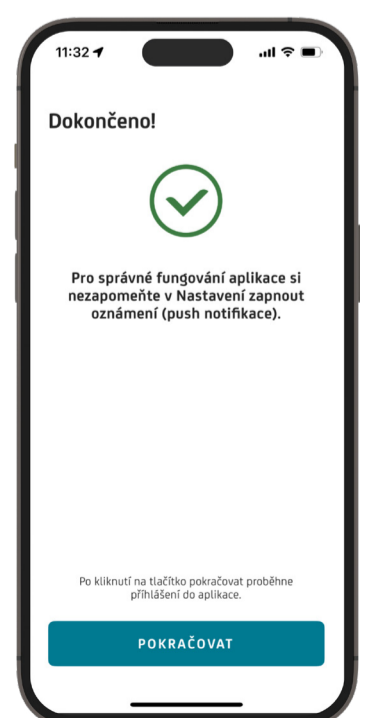 11:32
Dokončeno!
Pro správné fungování aplikace si
nezapomeňte v Nastavení zapnout
oznámení (push notifikace).
Po kliknutí na tlačítko pokračovat proběhne
přihlášení do aplikace.
POKRAČOVAT